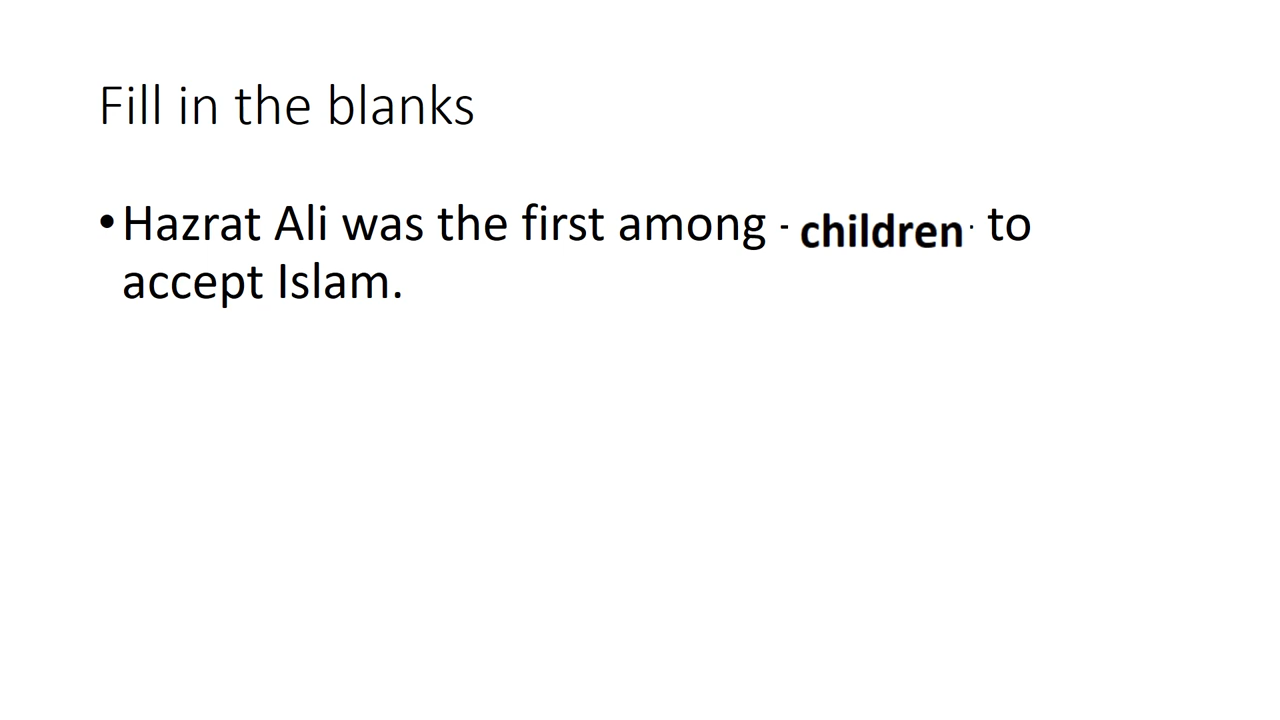 Fill in the blanks
•Hazrat Ali was the first among - children · to
accept Islam.